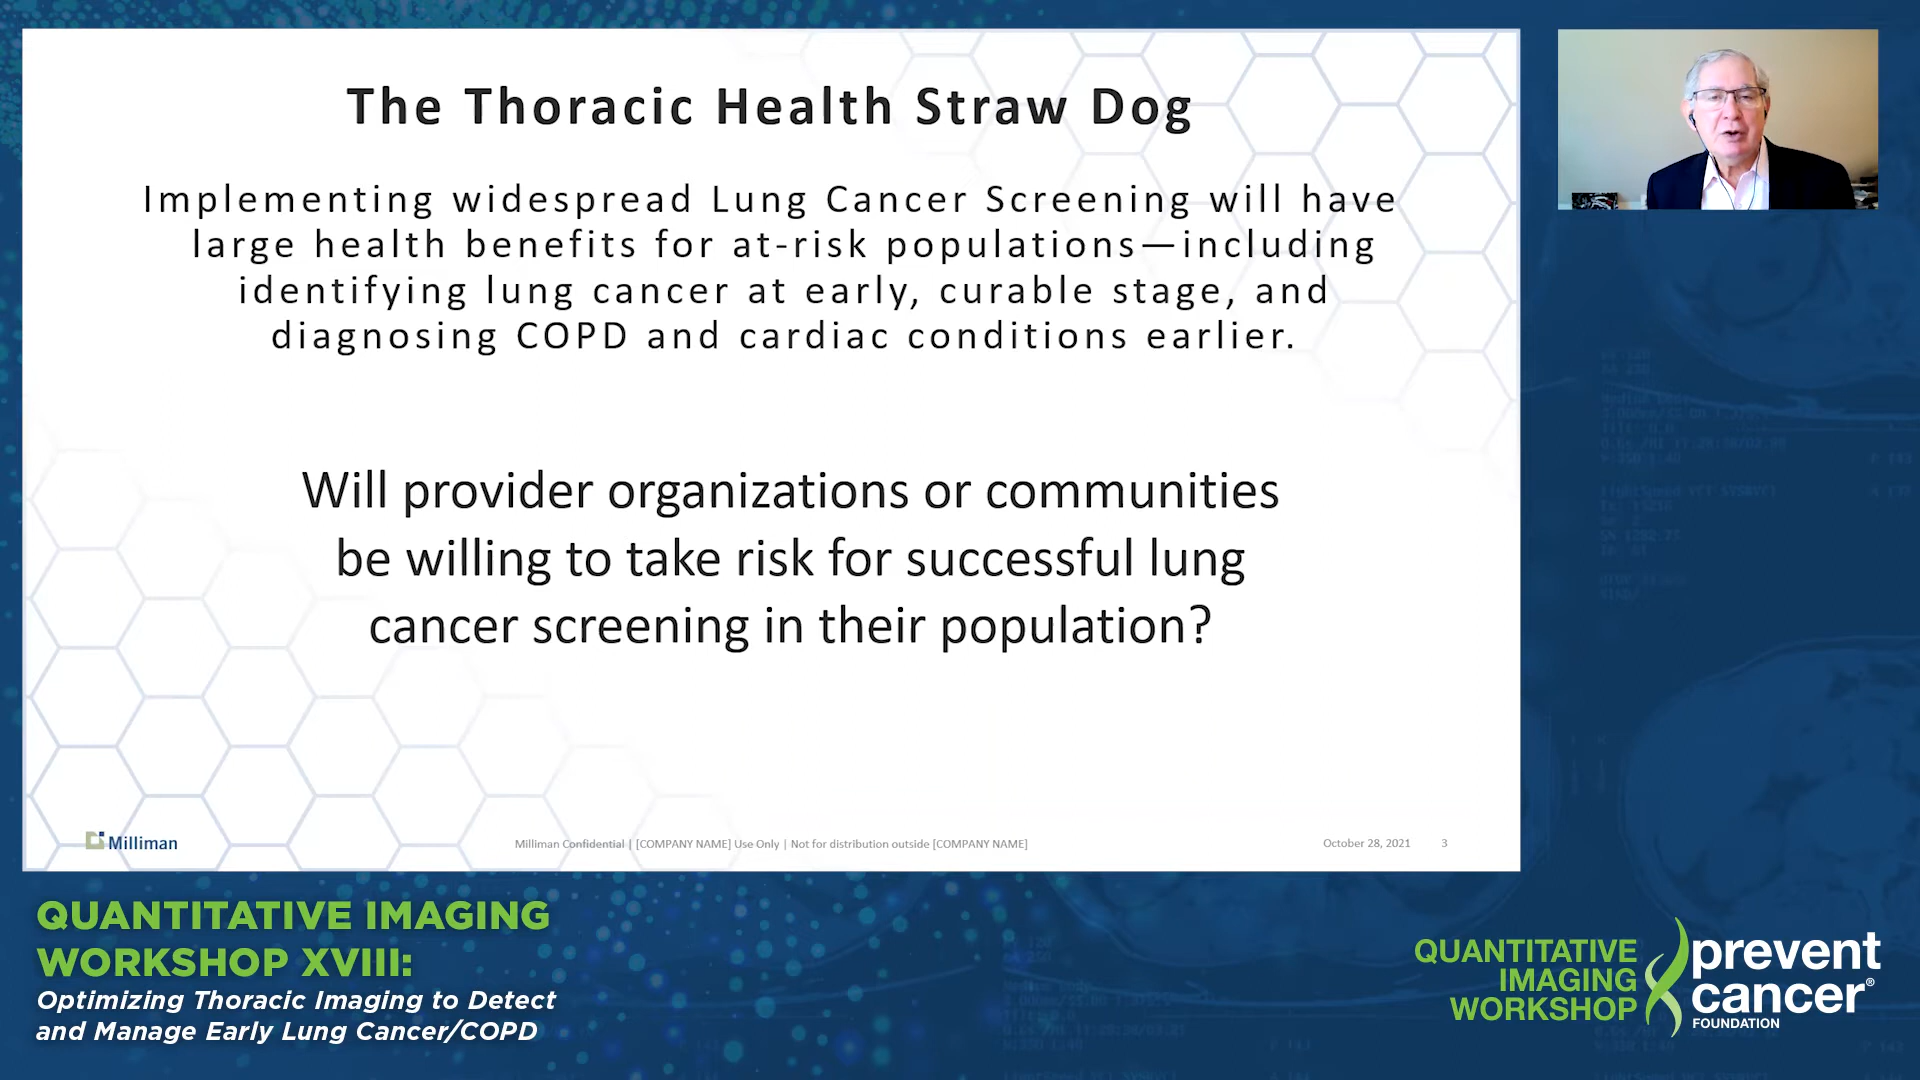 The Thoracic Health Straw Dog
Implementing widespread Lung Cancer Screening will have
large health benefits for at-risk populations—including
identifying lung cancer at early, curable stage, and
diagnosing COPD and cardiac conditions earlier.
Will provider organizations or communities
be willing to take risk for successful lung
cancer screening in their population?
Milliman
Milliman Confidential | [COMPANY NAME] Use Only | Not for distribution outside [COMPANY NAME]
October 28, 2021
3
QUANTITATIVE IMAGING
WORKSHOP XVIII:
Optimizing Thoracic Imaging to Detect
and Manage Early Lung Cancer/COPD
QUANTITATIVE
IMAGING
WORKSHOP
prevent
cancer®
FOUNDATION